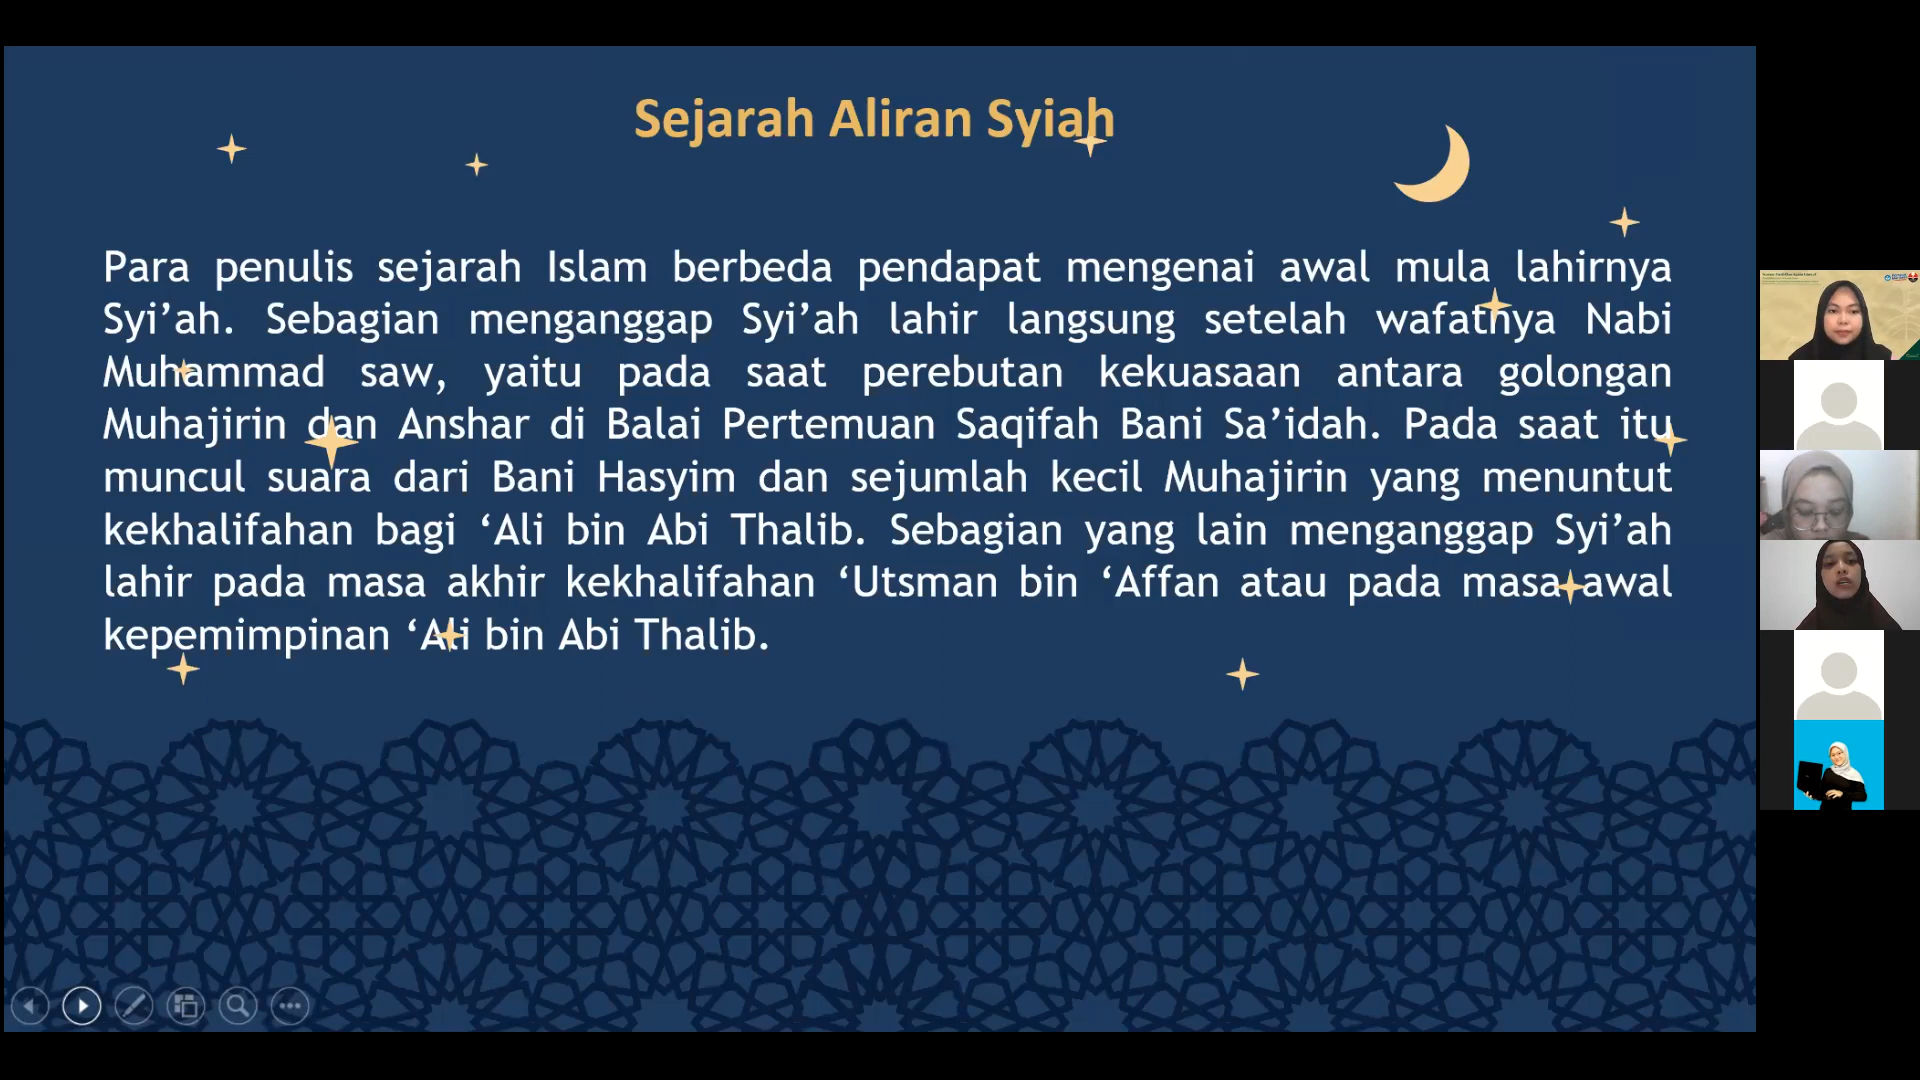 Sejarah Aliran Syiah
Para penulis sejarah Islam berbeda pendapat mengenai awal mula lahirnya
Syi’ah. Sebagian menganggap Syi’ah lahir langsung setelah wafatnya Nabi
Muhammad saw, yaitu pada saat perebutan kekuasaan antara golongan
Muhajirin dan Anshar di Balai Pertemuan Saqifah Bani Sa’idah. Pada saat itu
muncul suara dari Bani Hasyim dan sejumlah kecil Muhajirin yang menuntut
kekhalifahan bagi ‘Ali bin Abi Thalib. Sebagian yang lain menganggap Syi’ah
lahir pada masa akhir kekhalifahan ‘Utsman bin ‘Affan atau pada masa awal
kepemimpinan ‘Ali bin Abi Thalib.